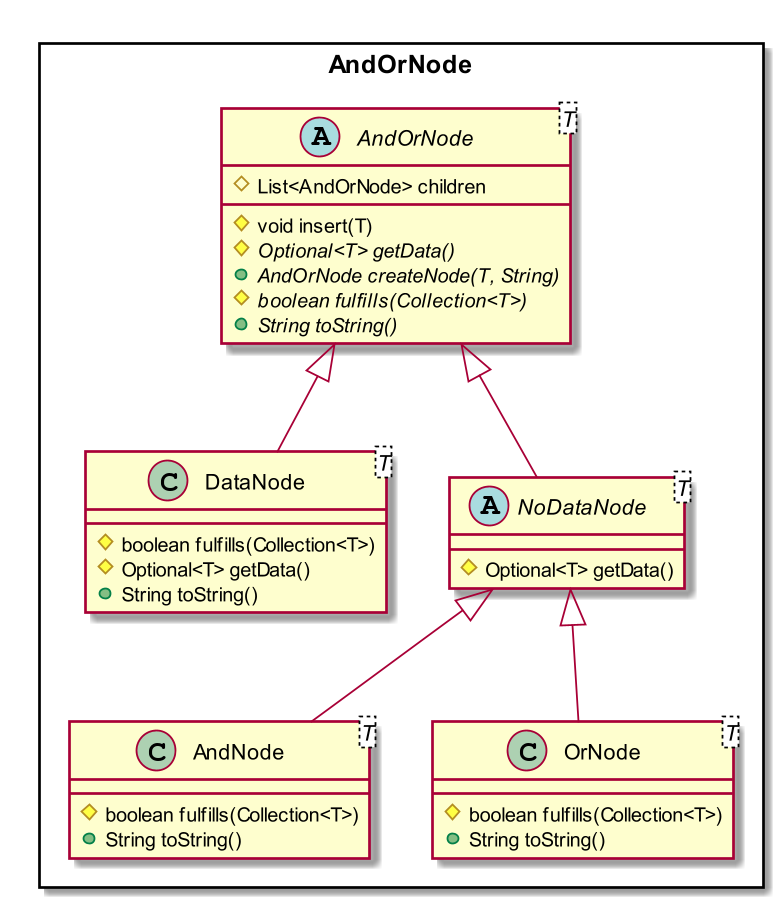 AndOrNode
T
A AndOrNode
List<AndOrNode> children
void insert(T)
Optional<T> getData()
AndOrNode createNode(T, String)
boolean fulfills(Collection<T>)
String toString()
T
C DataNode
boolean fulfills(Collection<T>)
Optional<T> getData()
String toString()
T
A NoDataNode
Optional<T> getData()
T
C AndNode
boolean fulfills(Collection<T>)
String toString()
T
C OrNode
boolean fulfills(Collection<T>)
String toString()